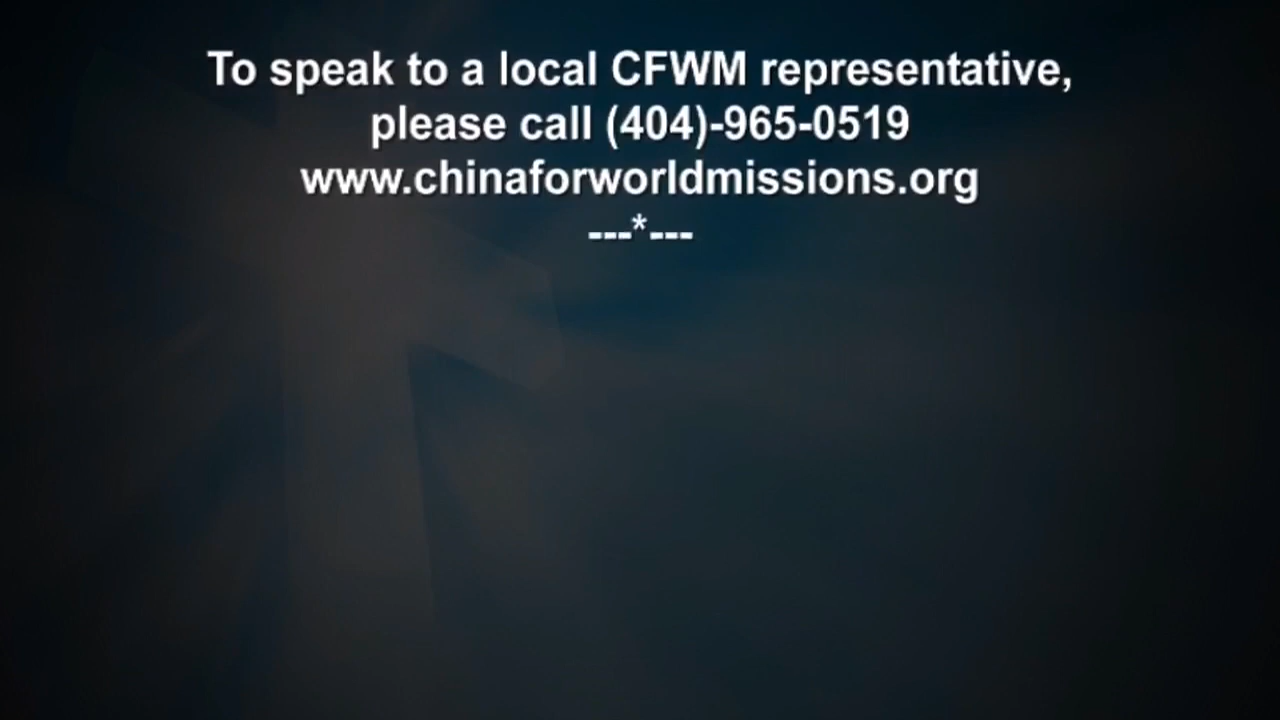 To speak to a local CFWM representative,
please call (404)-965-0519
www.chinaforworldmissions.org
---*---